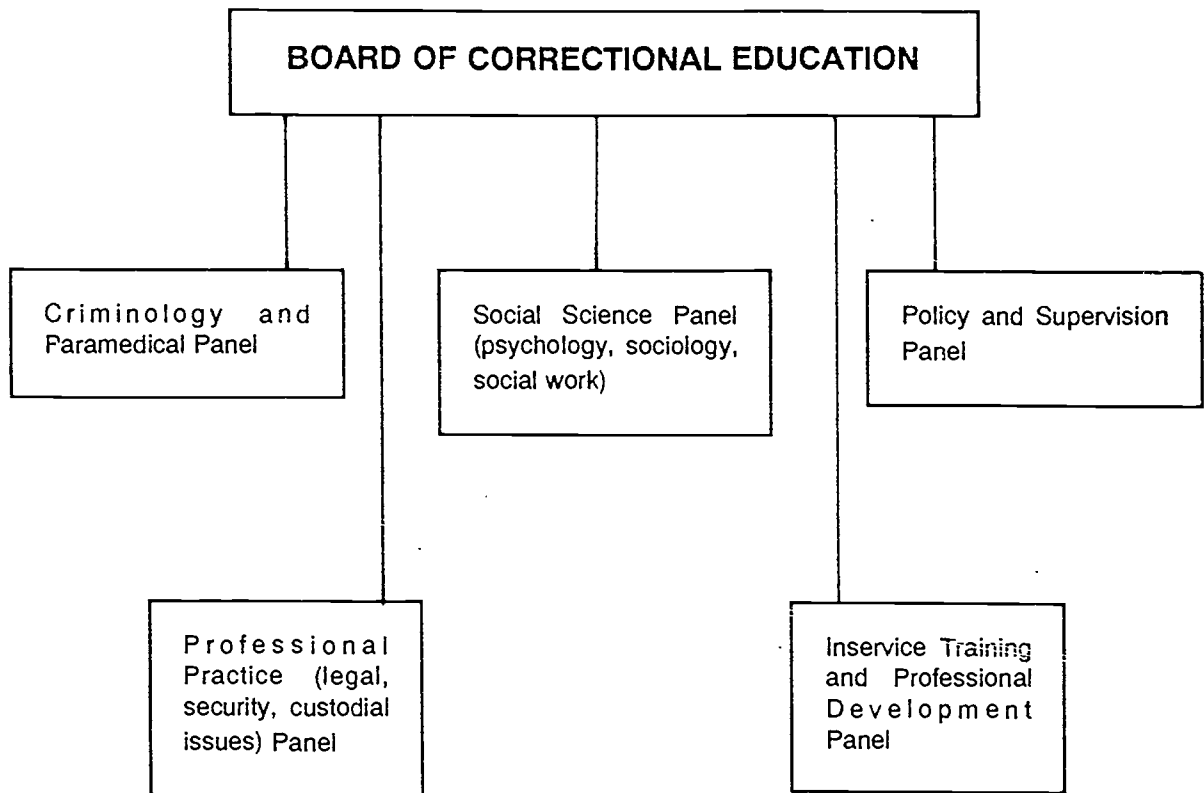 BOARD OF CORRECTIONAL EDUCATION
Criminology and
Paramedical Panel
Social Science Panel
(psychology, sociology,
social work)
Policy and Supervision
Panel
Professional
Practice (legal,
security, custodial
issues) Panel
Inservice Training
and Professional
Development
Panel